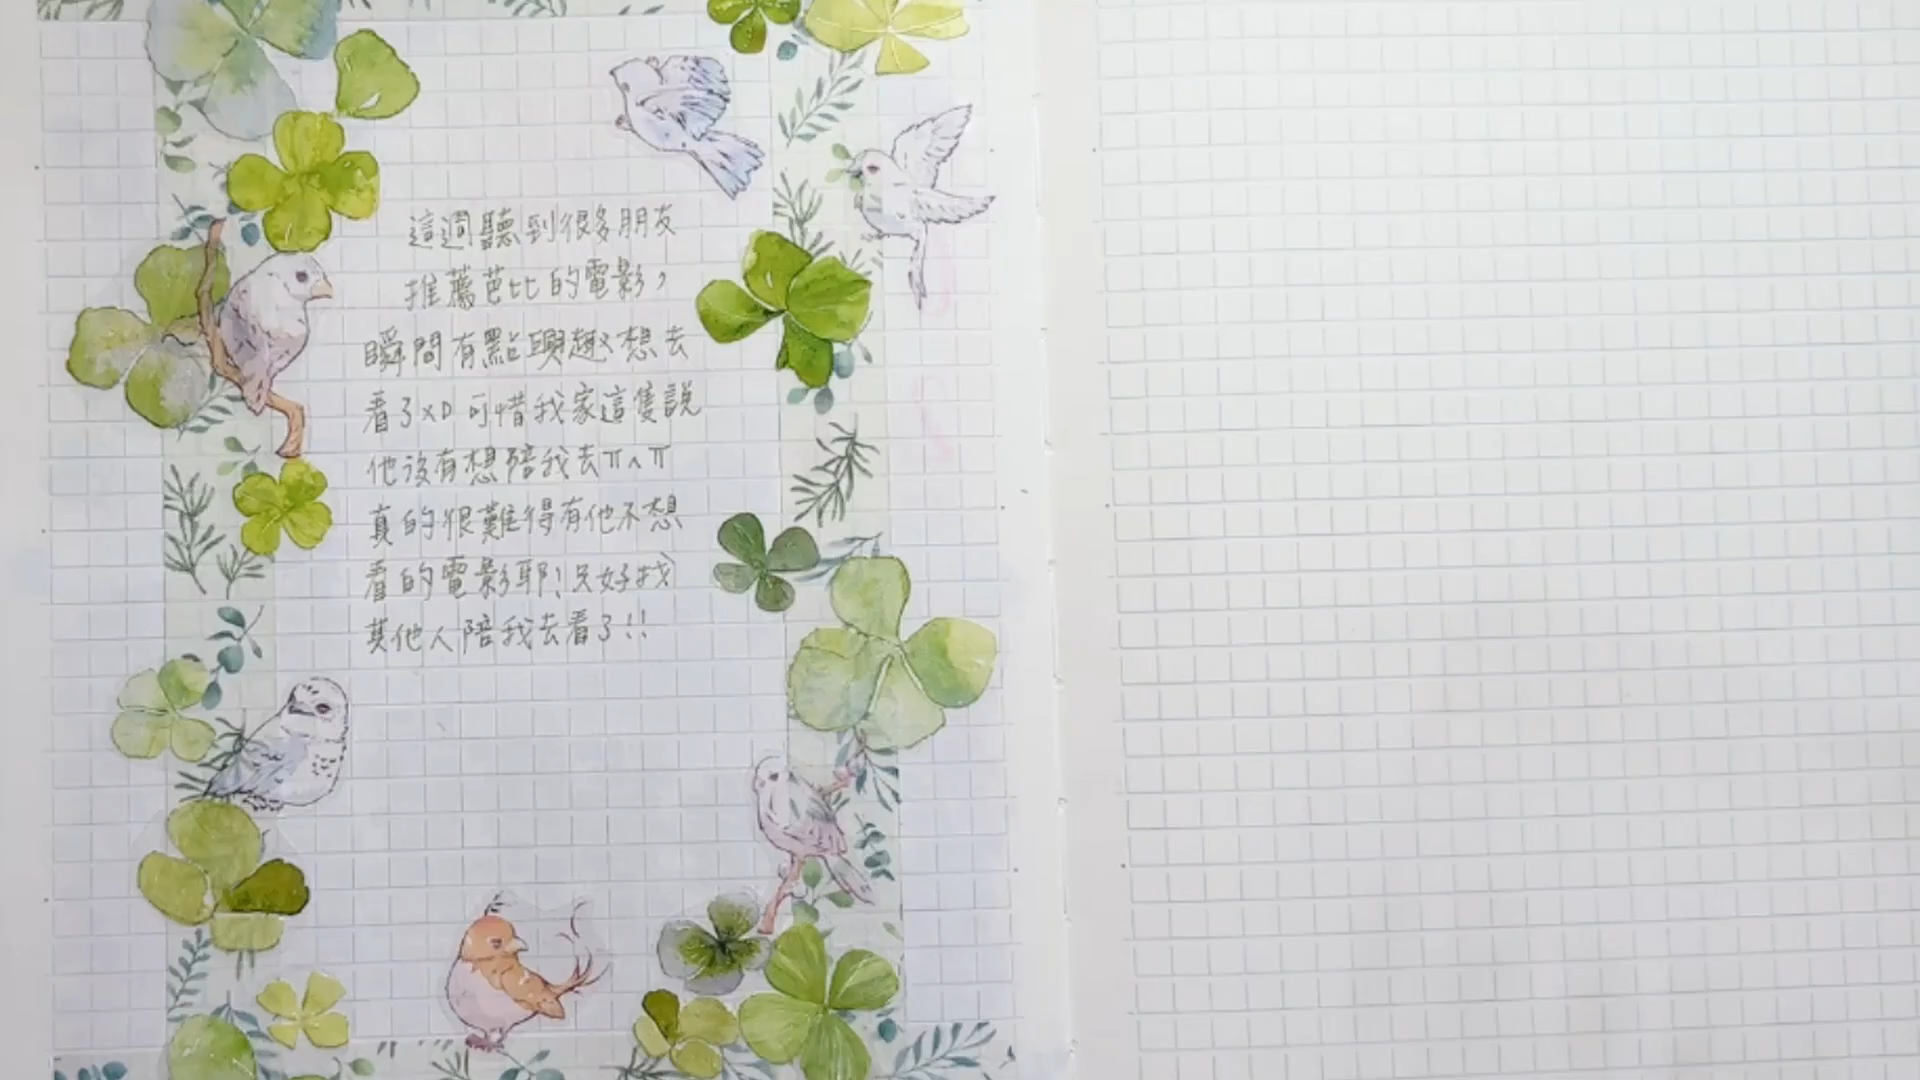 這週聽到很多朋友
推薦芭比的電影，
瞬間有點興趣想去
看了XD 可惜我家這隻說
他沒有想陪我去ㄒ^ㄒ
真的很難得有他不想
看的電影耶！只好找
其他人陪我去看了!!